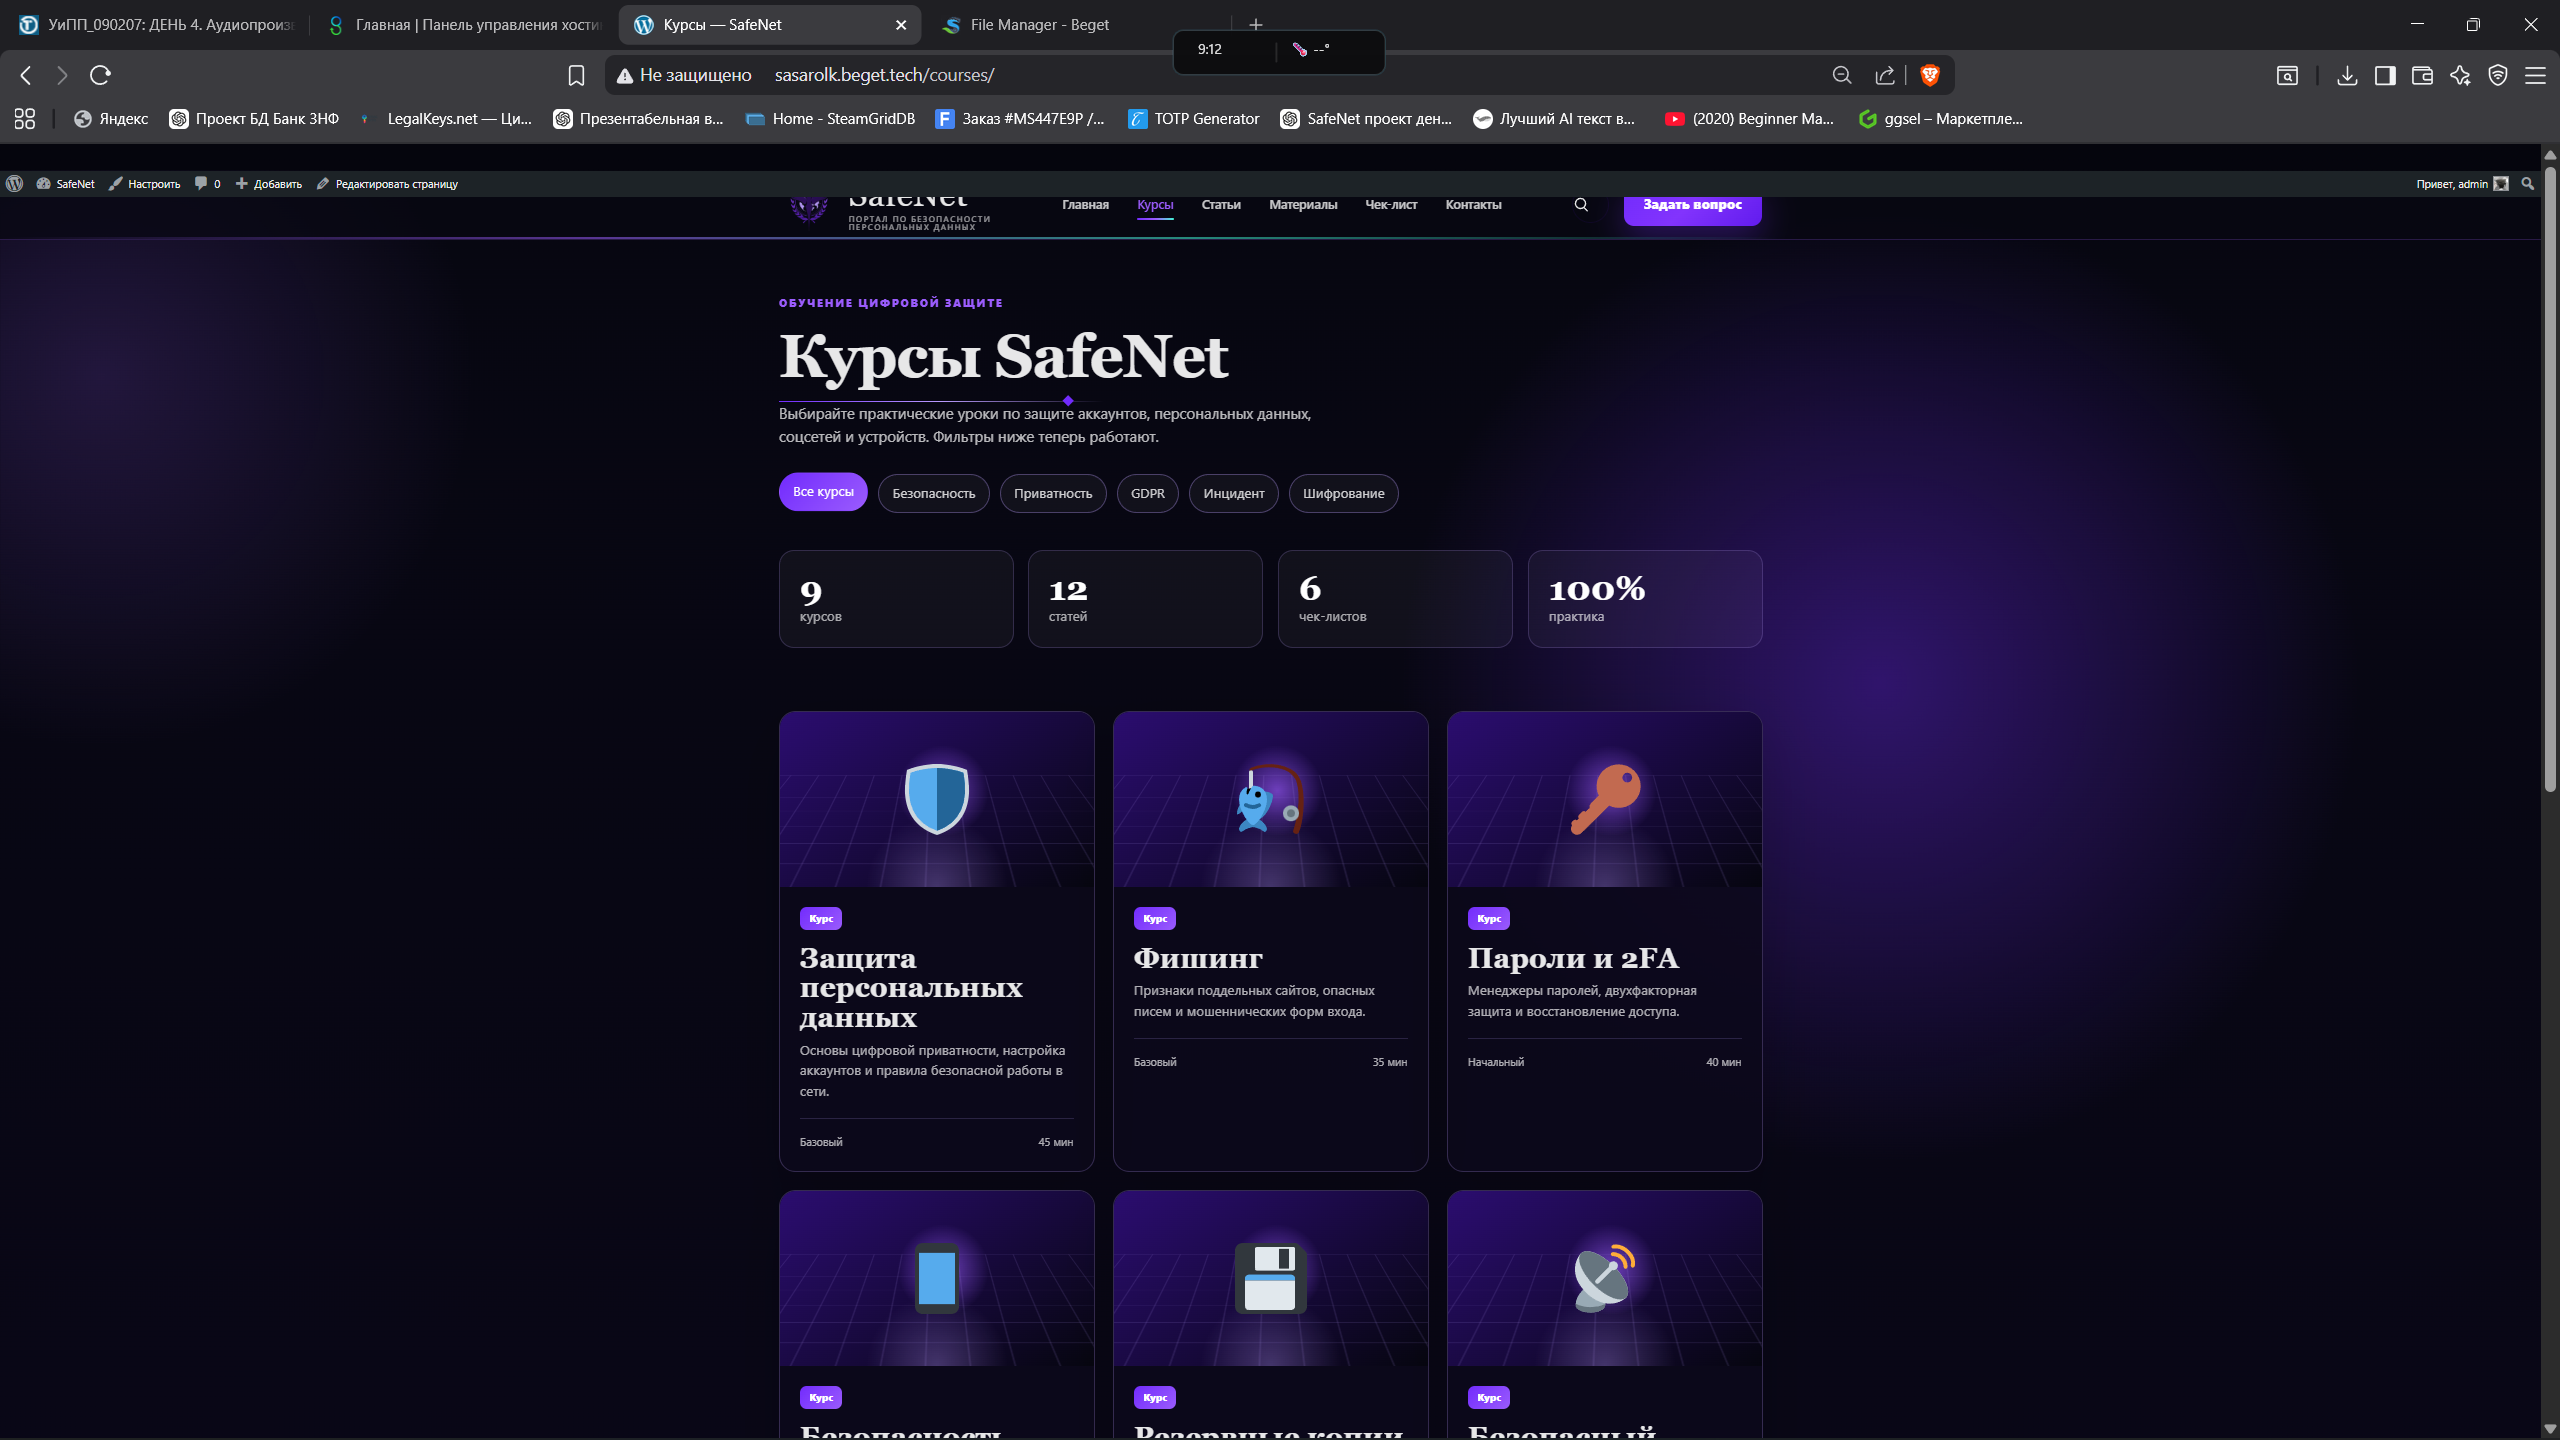 УиПП_090207: ДЕНЬ 4. Аудиопроизв
Главная | Панель управления хости
Курсы — SafeNet
File Manager - Beget
9:12
--°
Не защищено
sasarolk.beget.tech/courses/
Яндекс
Проект БД Банк ЗНФ
LegalKeys.net — Ци...
Презентабельная в...
Home - SteamGridDB
Заказ #MS447E9P /...
TOTP Generator
SafeNet проект ден...
Лучший AI текст в...
(2020) Beginner Ma...
ggsel – Маркетпле...
SafeNet
Настроить
0
Добавить
Редактировать страницу
Привет, admin
SafeNet
ПОРТАЛ ПО БЕЗОПАСНОСТИ
ПЕРСОНАЛЬНЫХ ДАННЫХ
Главная
Курсы
Статьи
Материалы
Чек-лист
Контакты
Задать вопрос
ОБУЧЕНИЕ ЦИФРОВОЙ ЗАЩИТЕ
Курсы SafeNet
Выбирайте практические уроки по защите аккаунтов, персональных данных,
соцсетей и устройств. Фильтры ниже теперь работают.
Все курсы
Безопасность
Приватность
GDPR
Инцидент
Шифрование
9
курсов
12
статей
6
чек-листов
100%
практика
Курс
Защита
персональных
данных
Основы цифровой приватности, настройка
аккаунтов и правила безопасной работы в
сети.
Базовый
45 мин
Курс
Фишинг
Признаки поддельных сайтов, опасных
писем и мошеннических форм входа.
Базовый
35 мин
Курс
Пароли и 2FA
Менеджеры паролей, двухфакторная
защита и восстановление доступа.
Начальный
40 мин
Курс
Безопасность
Курс
Резервные копии
Курс
Безопасный